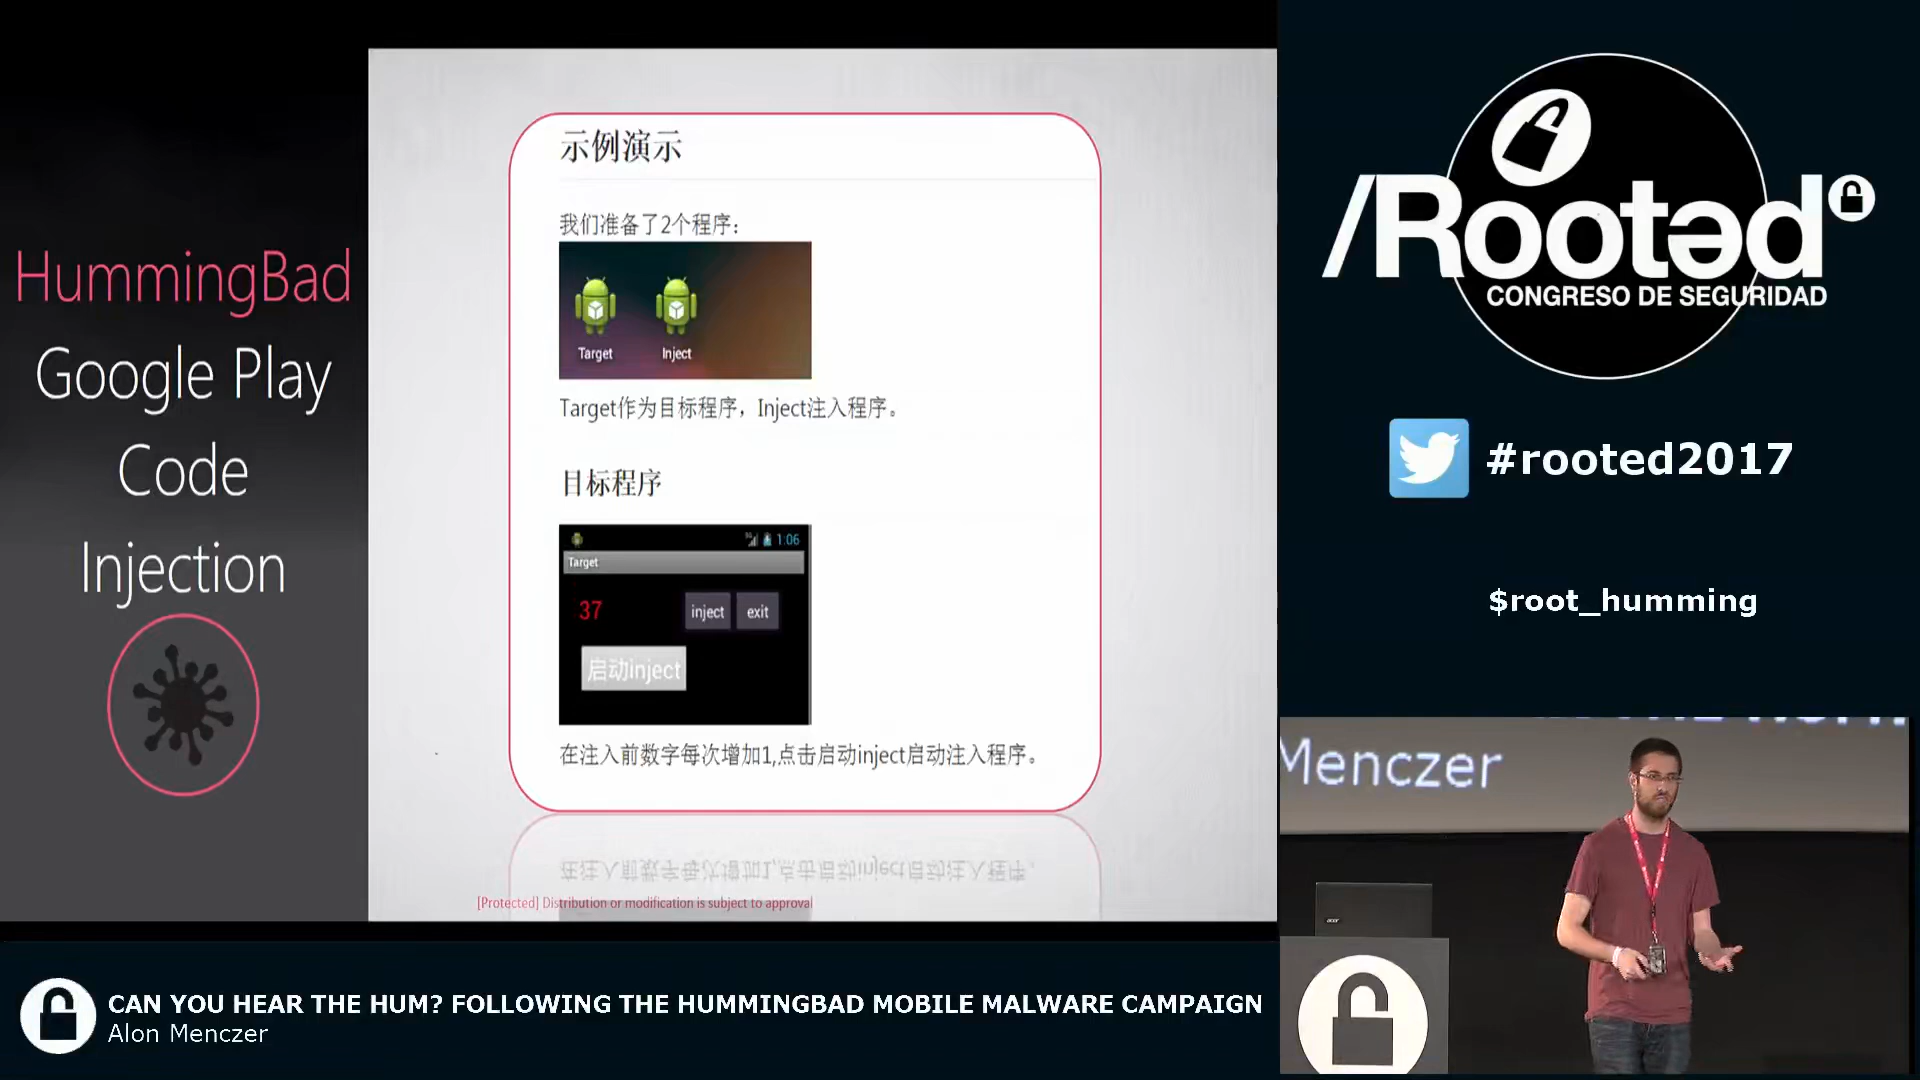 HummingBad
Google Play
Code
Injection
示例演示
我们准备了2个程序：
Target
Inject
Target作为目标程序，Inject注入程序。
目标程序
1:06
Target
37
inject
exit
启动inject
在注入前数字每次增加1,点击启动inject启动注入程序。
[Protected] Distribution or modification is subject to approval
/Rootəd
CONGRESO DE SEGURIDAD
#rooted2017
$root_humming
Menczer
acer
CAN YOU HEAR THE HUM? FOLLOWING THE HUMMINGBAD MOBILE MALWARE CAMPAIGN
Alon Menczer